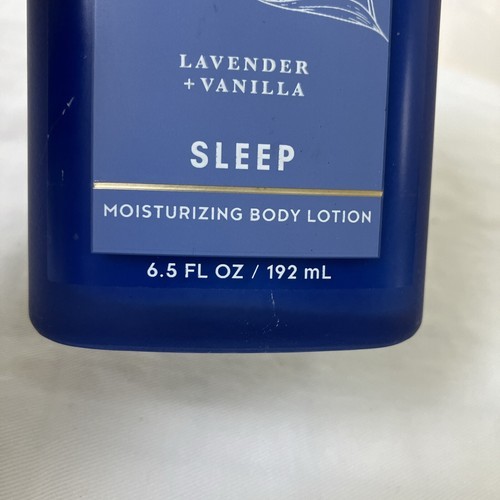 LAVENDER
+ VANILLA
SLEEP
MOISTURIZING BODY LOTION
6.5 FL OZ / 192 mL